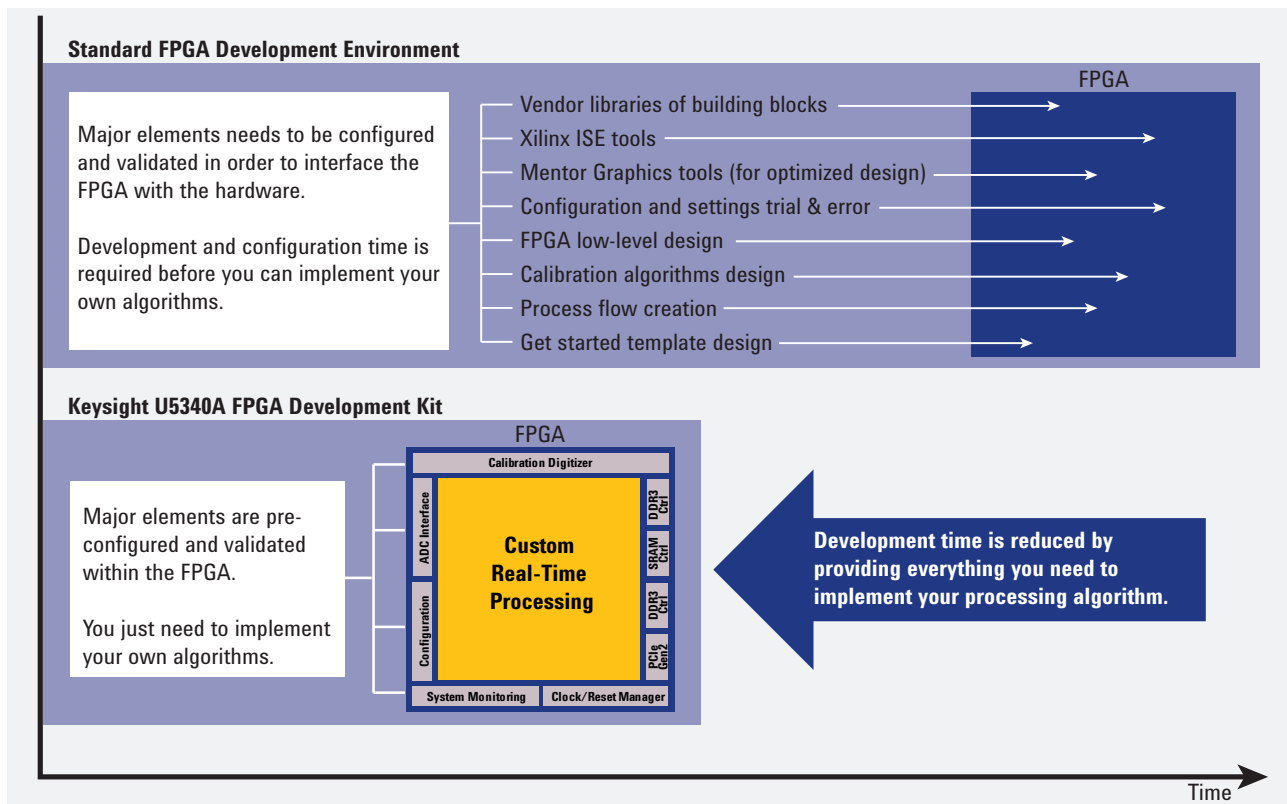 Standard FPGA Development Environment
FPGA
Major elements needs to be configured
and validated in order to interface the
FPGA with the hardware.
Development and configuration time is
required before you can implement your
own algorithms.
Vendor libraries of building blocks
Xilinx ISE tools
Mentor Graphics tools (for optimized design)
Configuration and settings trial & error
FPGA low-level design
Calibration algorithms design
Process flow creation
Get started template design
Keysight U5340A FPGA Development Kit
FPGA
Major elements are pre-
configured and validated
within the FPGA.
You just need to implement
your own algorithms.
Calibration Digitizer
ADC Interface
Configuration
Custom
Real-Time
Processing
DDR3
Ctrl
SRAM
Ctrl
DDR3
Ctrl
PCIe
Gen2
System Monitoring
Clock/Reset Manager
Development time is reduced by
providing everything you need to
implement your processing algorithm.
Time